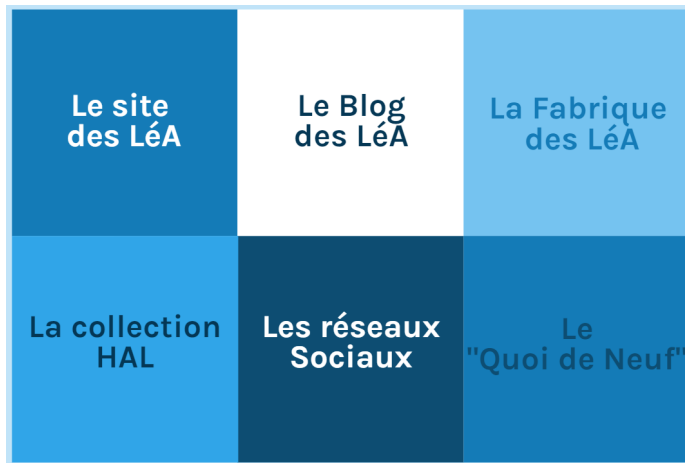 Le site
des LéA
Le Blog
des LéA
La Fabrique
des LéA
La collection
HAL
Les réseaux
Sociaux
Le
"Quoi de Neuf"